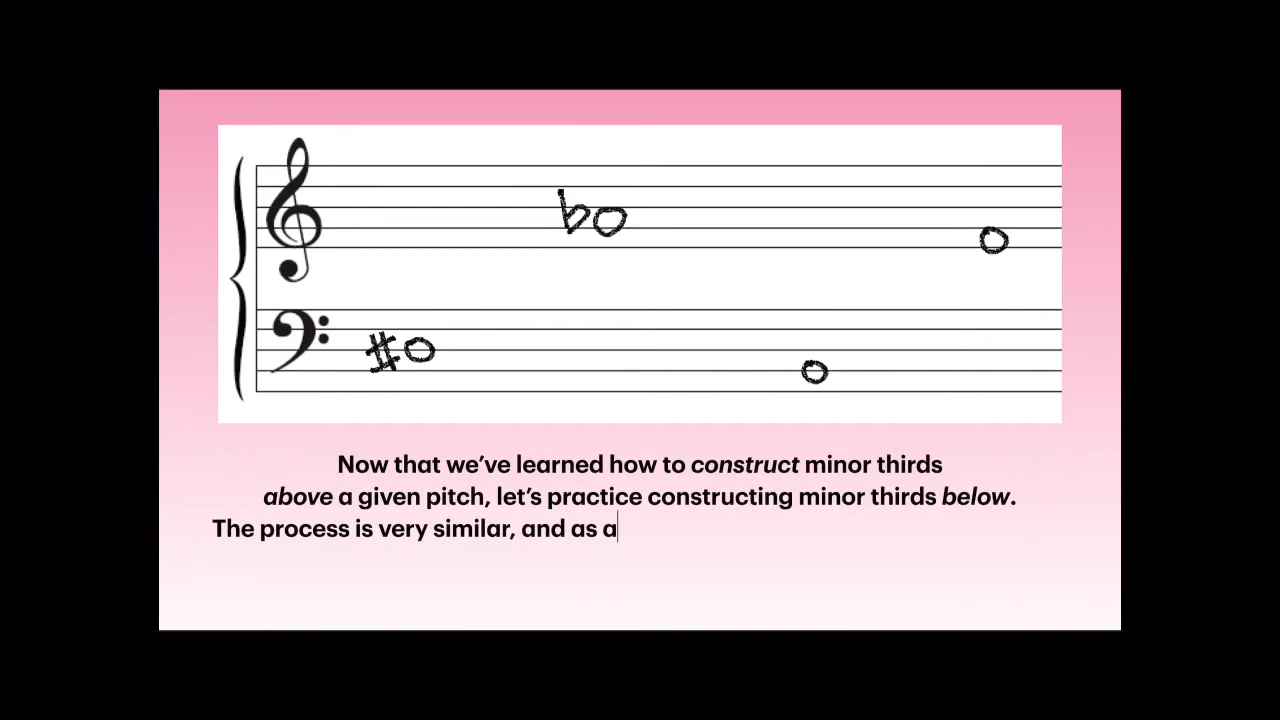 Now that we’ve learned how to construct minor thirds
above a given pitch, let’s practice constructing minor thirds below.
The process is very similar, and as a